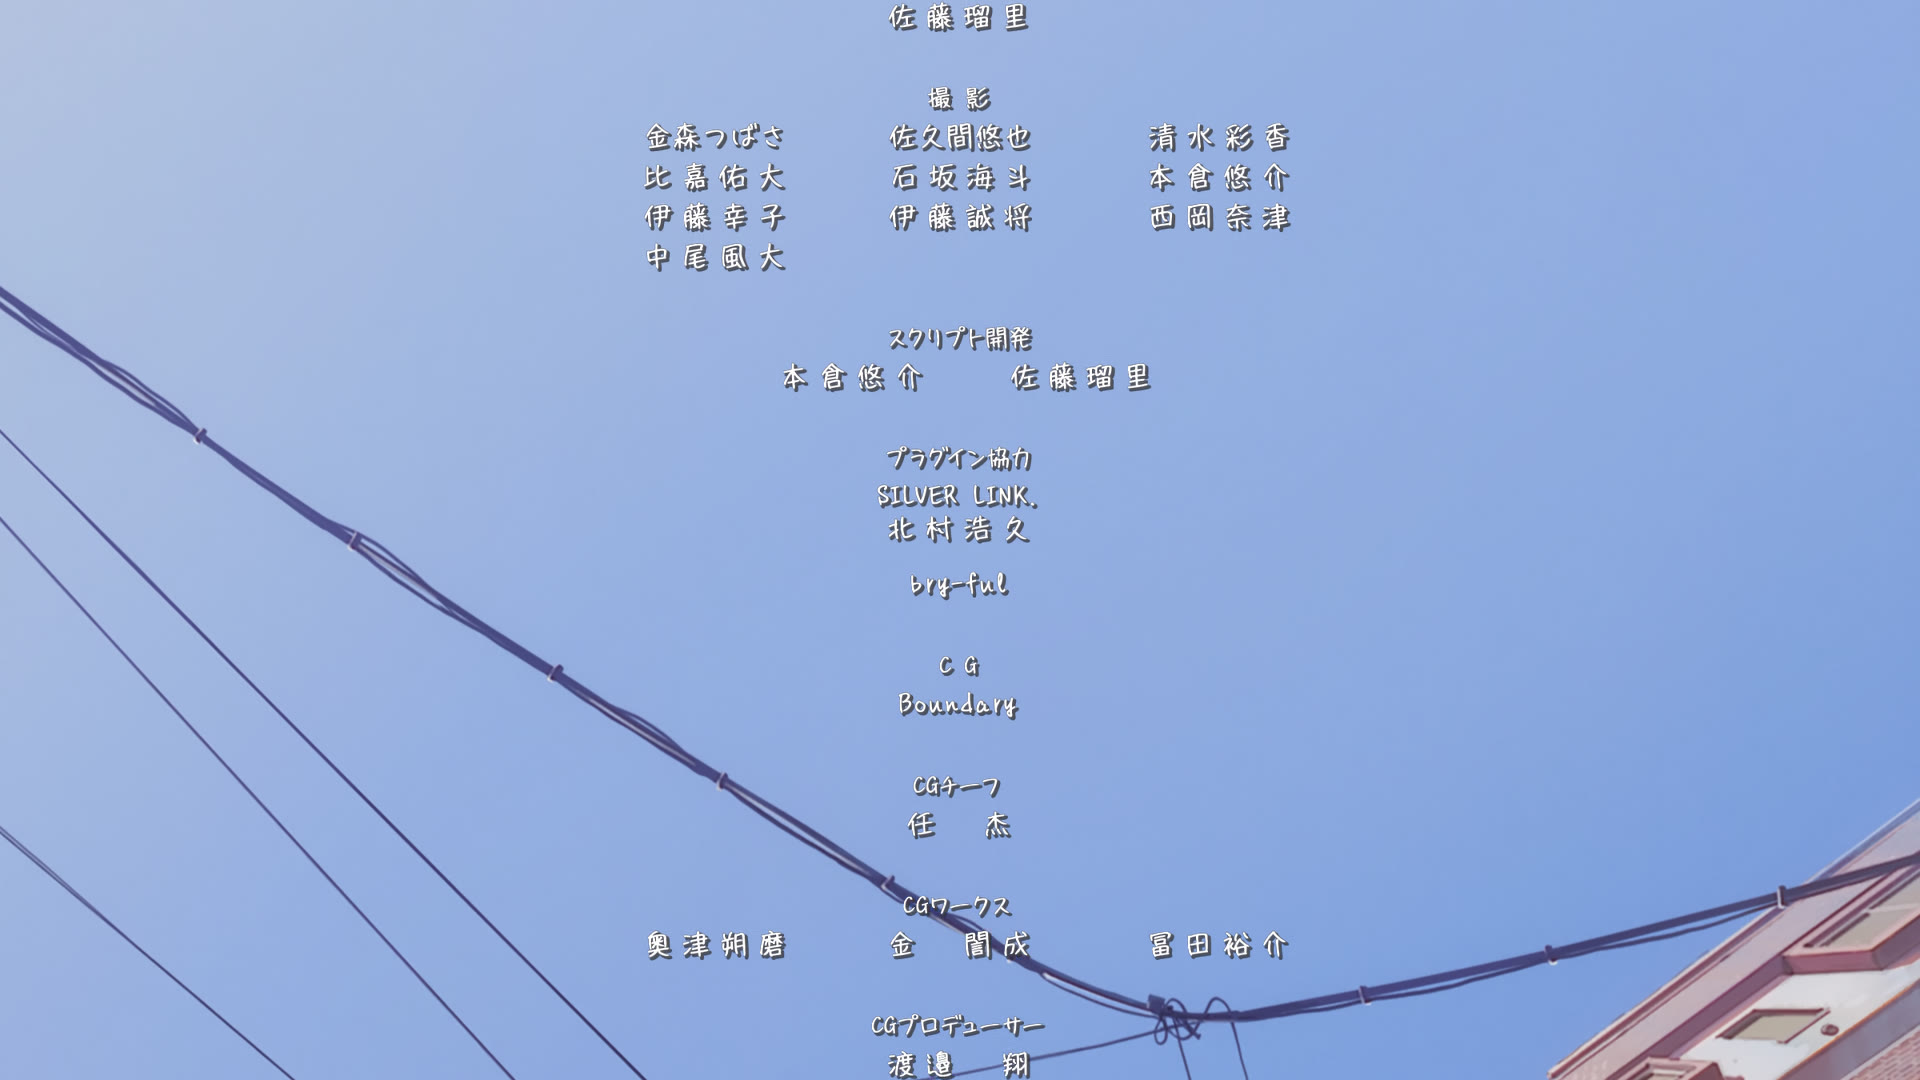 佐藤瑠里
撮影
金森つばさ 佐久間悠也 清水彩香
比嘉佑大 石坂海斗 本倉悠介
伊藤幸子 伊藤誠将 西岡奈津
中尾風大
スクリプト開発
本倉悠介 佐藤瑠里
プラグイン協力
SILVER LINK.
北村浩久
bry-ful
CG
Boundary
CGチーフ
任 杰
CGワークス
奥津朔磨 金 誾成 冨田裕介
CGプロデューサー
渡邉 翔